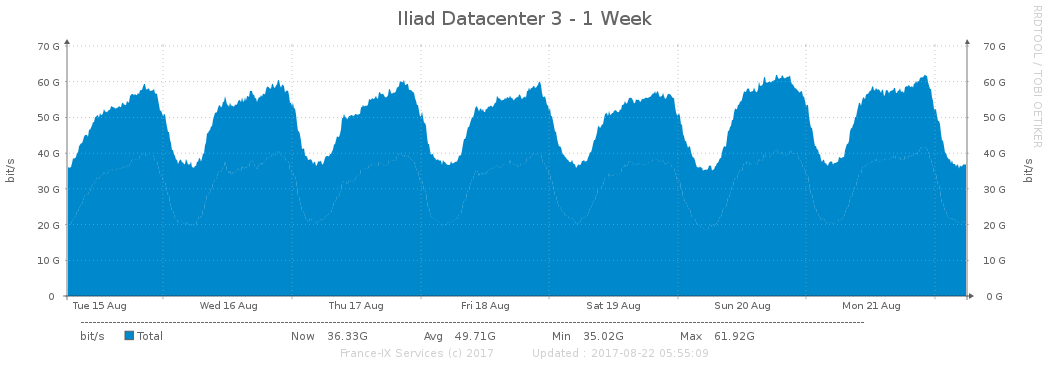 Iliad Datacenter 3 - 1 Week
RRDTOOL / TOBI OETIKER
bit/s
70 G
60 G
50 G
40 G
30 G
20 G
10 G
0
70 G
60 G
50 G
40 G
30 G
20 G
10 G
0 G
bit/s
Tue 15 Aug Wed 16 Aug Thu 17 Aug Fri 18 Aug Sat 19 Aug Sun 20 Aug Mon 21 Aug
bit/s Total Now 36.33G Avg 49.71G Min 35.02G Max 61.92G
France-IX Services (c) 2017 Updated : 2017-08-22 05:55:09